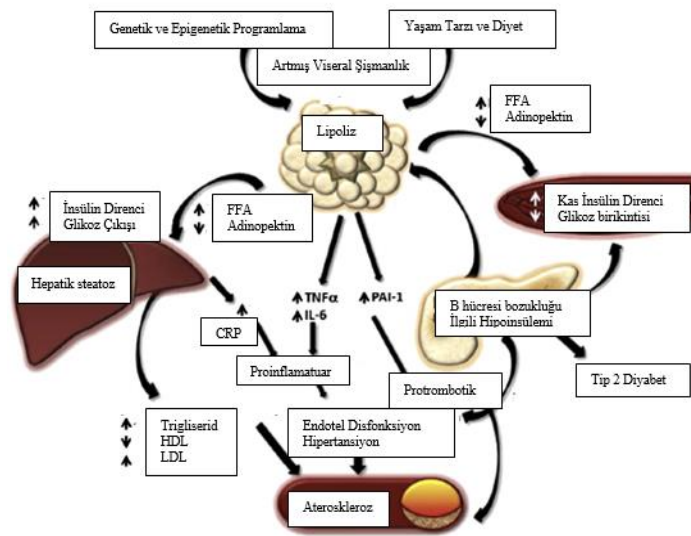 Genetik ve Epigenetik Programlama
Yaşam Tarzı ve Diyet
Artmış Viseral Şişmanlık
Lipoliz
FFA
Adinopektin
İnsülin Direnci
Glikoz Çıkışı
FFA
Adinopektin
Kas İnsülin Direnci
Glikoz birikintisi
Hepatik steatoz
TNFα
IL-6
PAI-1
B hücresi bozukluğu
İlgili Hipoinsülemi
CRP
Proinflamatuar
Protrombotik
Tip 2 Diyabet
Trigliserid
HDL
LDL
Endotel Disfonksiyon
Hipertansiyon
Ateroskleroz